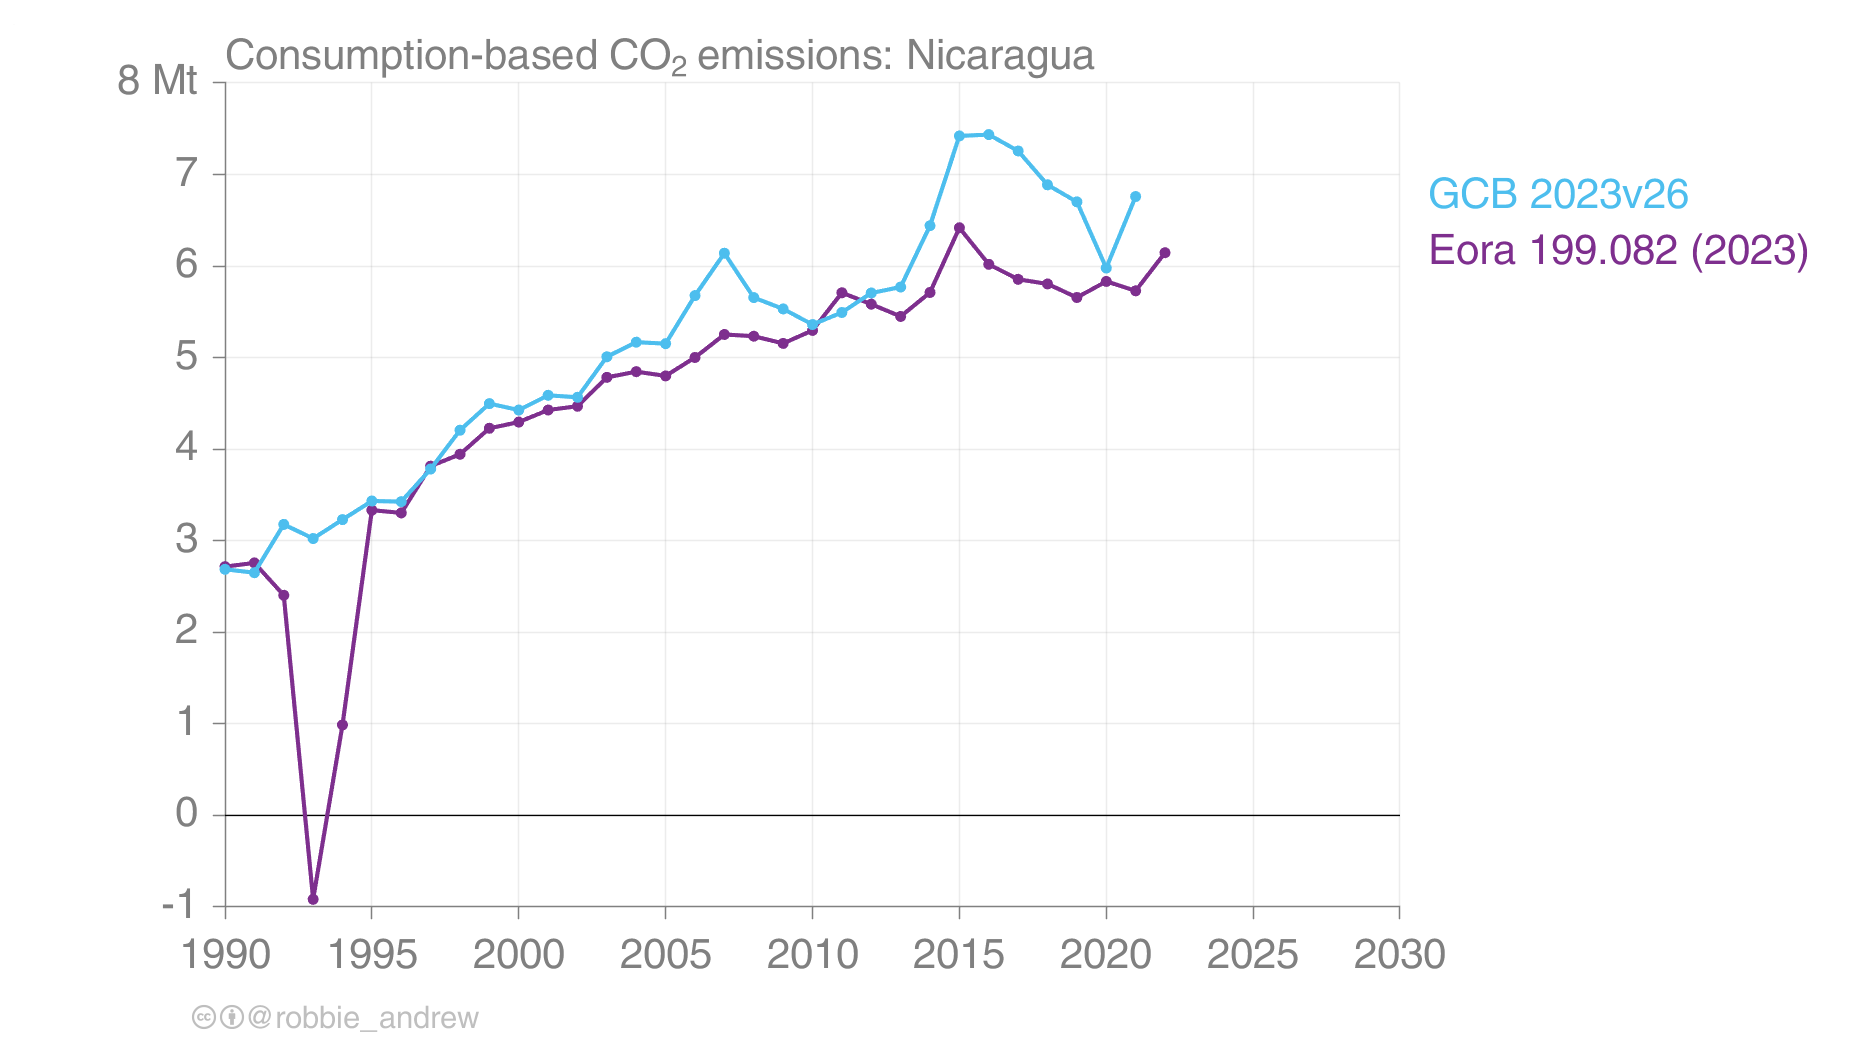 Consumption-based CO₂ emissions: Nicaragua
8 Mt
7
6
5
4
3
2
1
0
-1
1990 1995 2000 2005 2010 2015 2020 2025 2030
GCB 2023v26
Eora 199.082 (2023)
@robbie_andrew